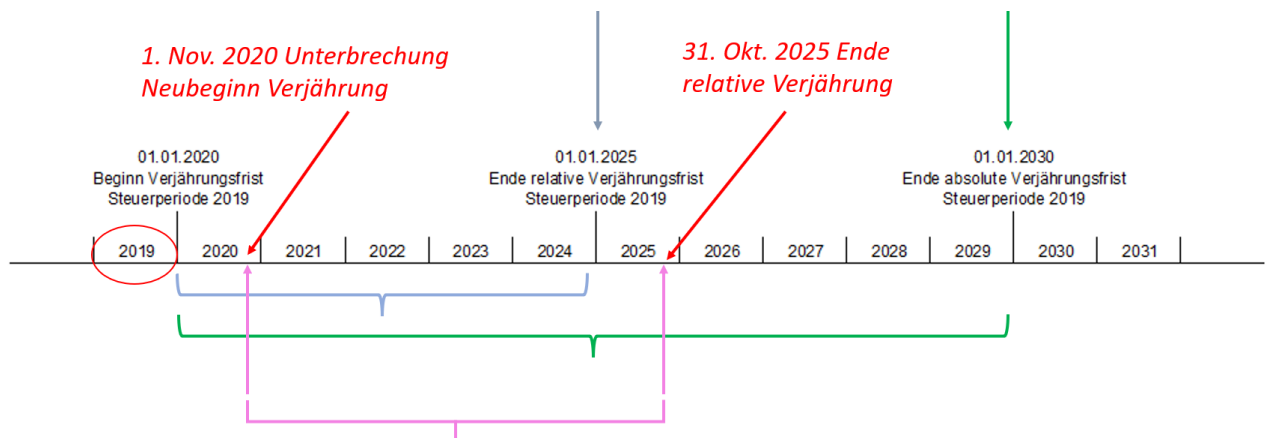 1. Nov. 2020 Unterbrechung
Neubeginn Verjährung
31. Okt. 2025 Ende
relative Verjährung
01.01.2020
Beginn Verjährungsfrist
Steuerperiode 2019
01.01.2025
Ende relative Verjährungsfrist
Steuerperiode 2019
01.01.2030
Ende absolute Verjährungsfrist
Steuerperiode 2019
2019 2020 2021 2022 2023 2024 2025 2026 2027 2028 2029 2030 2031